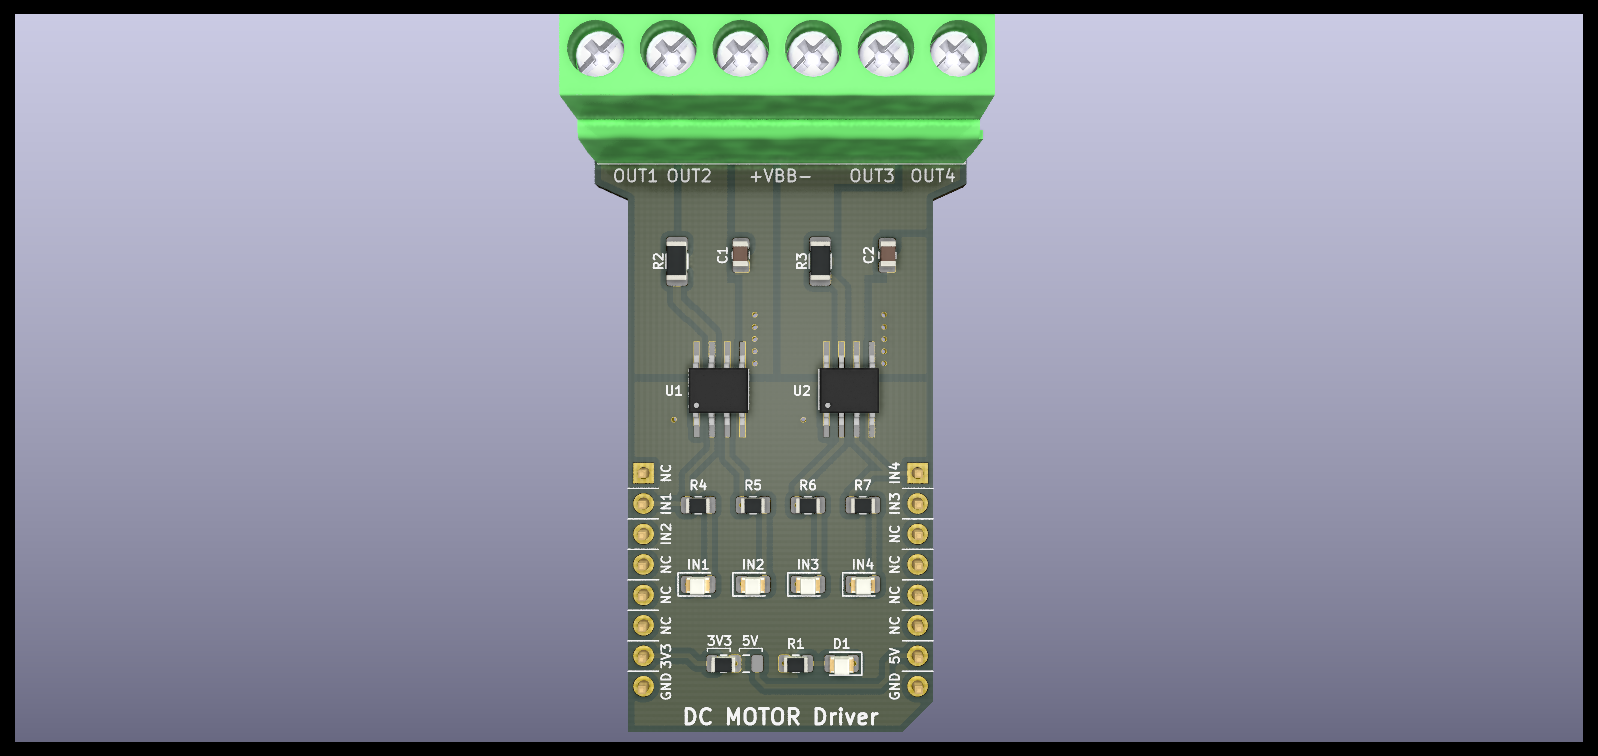 OUT1 OUT2 +VBB- OUT3 OUT4
R2 C1 R3 C2
U1 U2
NC IN4
R4 R5 R6 R7
IN1 IN3
IN2 NC
IN1 IN2 IN3 IN4
NC NC
NC NC
NC NC
3V3 5V R1 D1
3V3 5V
GND GND
DC MOTOR Driver